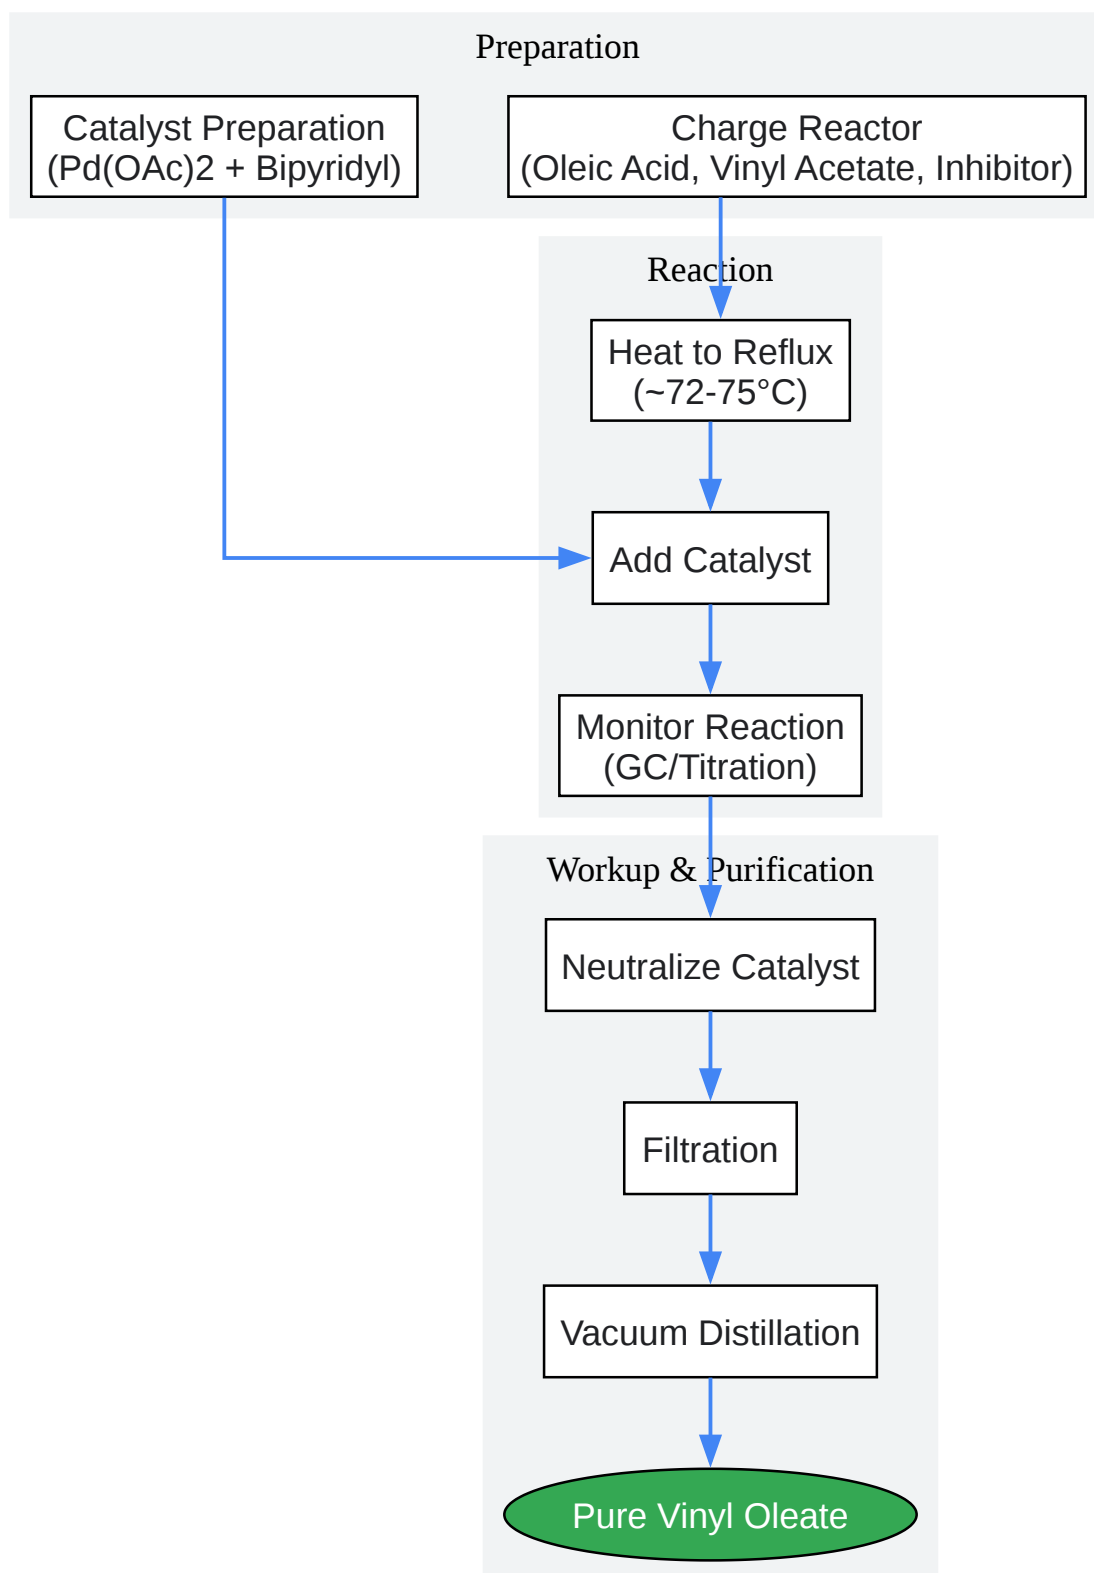 Preparation
Catalyst Preparation
(Pd(OAc)2 + Bipyridyl)
Charge Reactor
(Oleic Acid, Vinyl Acetate, Inhibitor)
Reaction
Heat to Reflux
(~72-75°C)
Add Catalyst
Monitor Reaction
(GC/Titration)
Workup & Purification
Neutralize Catalyst
Filtration
Vacuum Distillation
Pure Vinyl Oleate